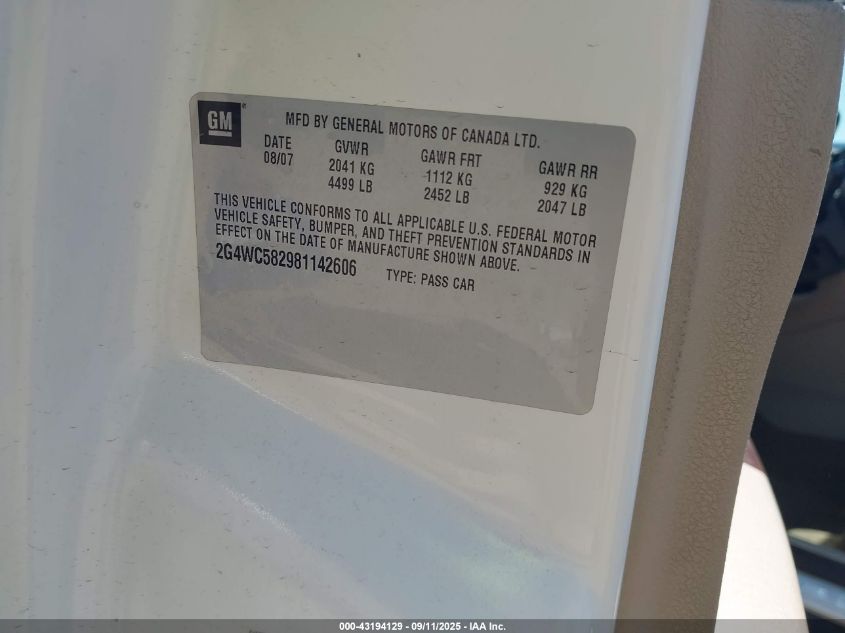 GM
MFD BY GENERAL MOTORS OF CANADA LTD.
DATE GVWR GAWR FRT GAWR RR
08/07 2041 KG 1112 KG 929 KG
4499 LB 2452 LB 2047 LB
THIS VEHICLE CONFORMS TO ALL APPLICABLE U.S. FEDERAL MOTOR
VEHICLE SAFETY, BUMPER, AND THEFT PREVENTION STANDARDS IN
EFFECT ON THE DATE OF MANUFACTURE SHOWN ABOVE.
2G4WC582981142606 TYPE: PASS CAR
000-43194129 - 09/11/2025 - IAA Inc.